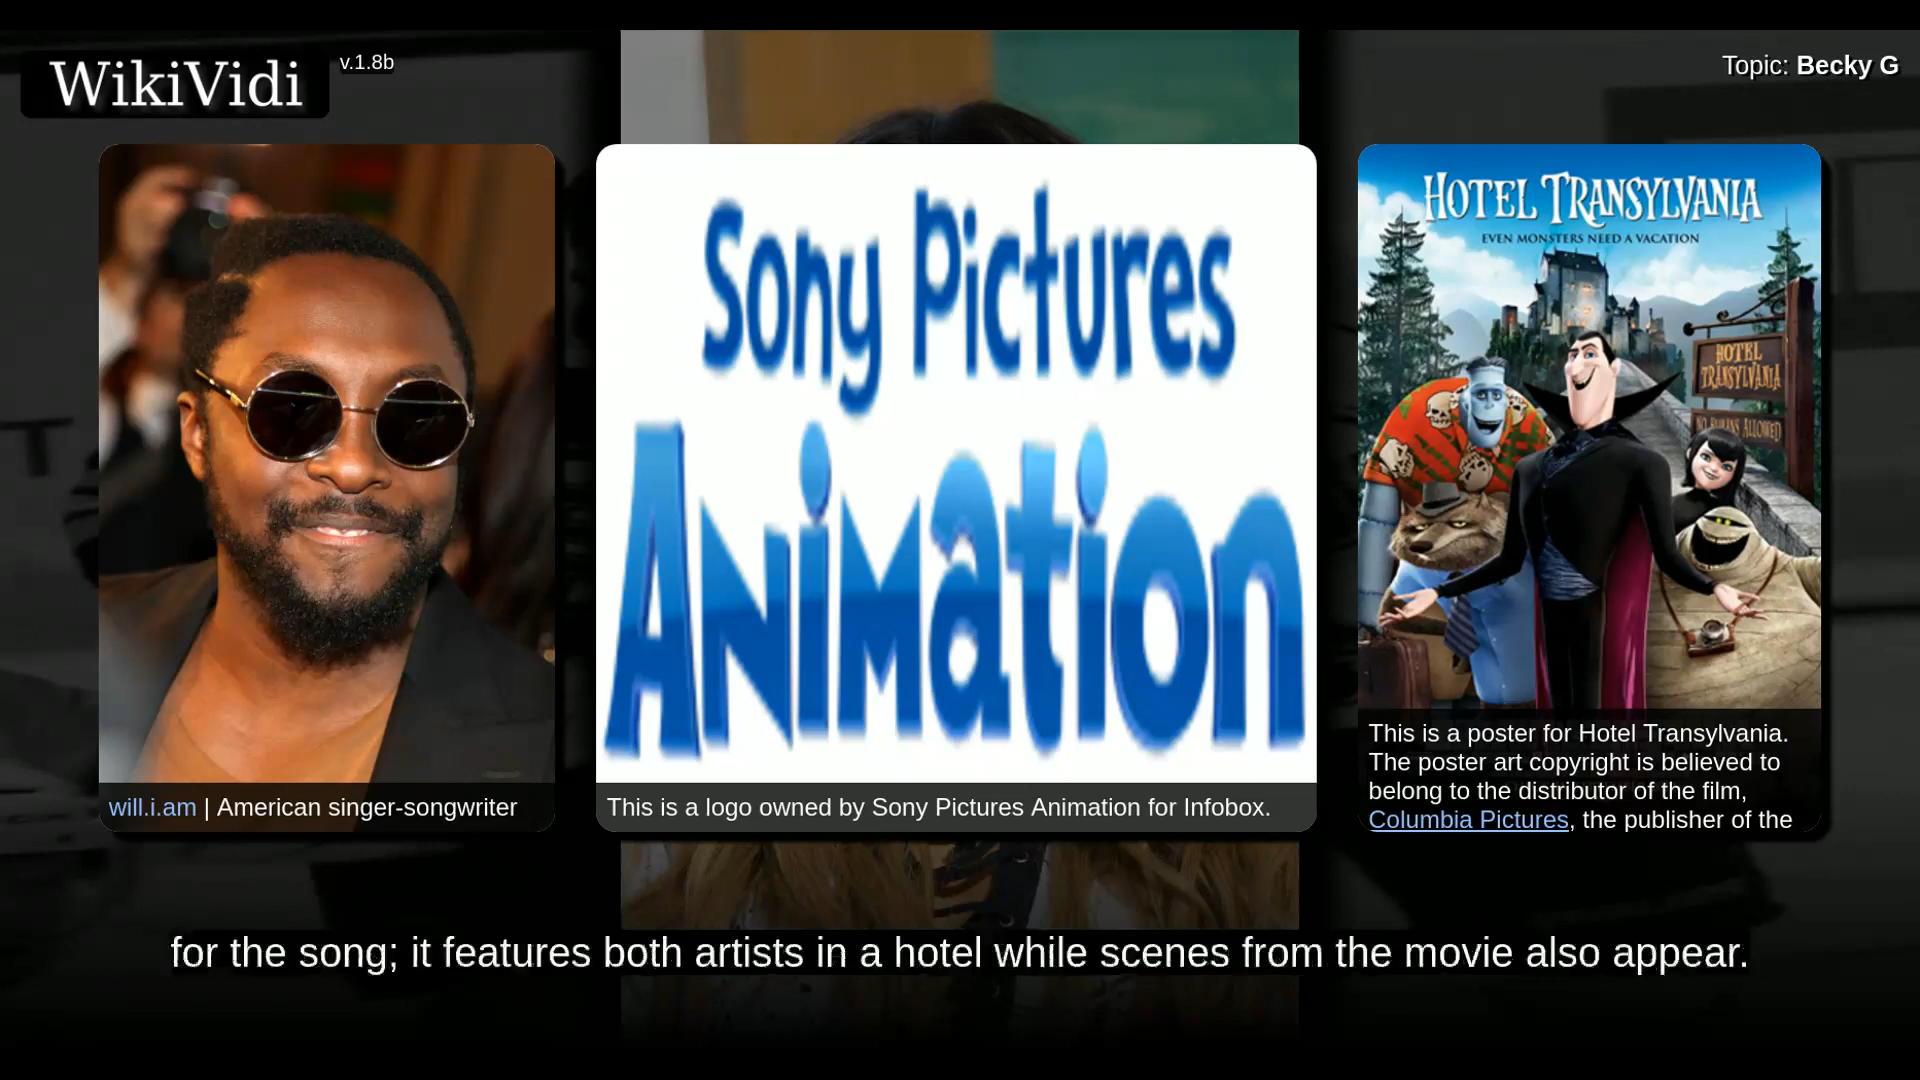 WikiVidi
v.1.8b
Topic: Becky G
will.i.am | American singer-songwriter
Sony Pictures
Animation
This is a logo owned by Sony Pictures Animation for Infobox.
HOTEL TRANSYLVANIA
EVEN MONSTERS NEED A VACATION
HOTEL
TRANSYLVANIA
NO HUMANS ALLOWED
This is a poster for Hotel Transylvania.
The poster art copyright is believed to
belong to the distributor of the film,
Columbia Pictures, the publisher of the
for the song; it features both artists in a hotel while scenes from the movie also appear.